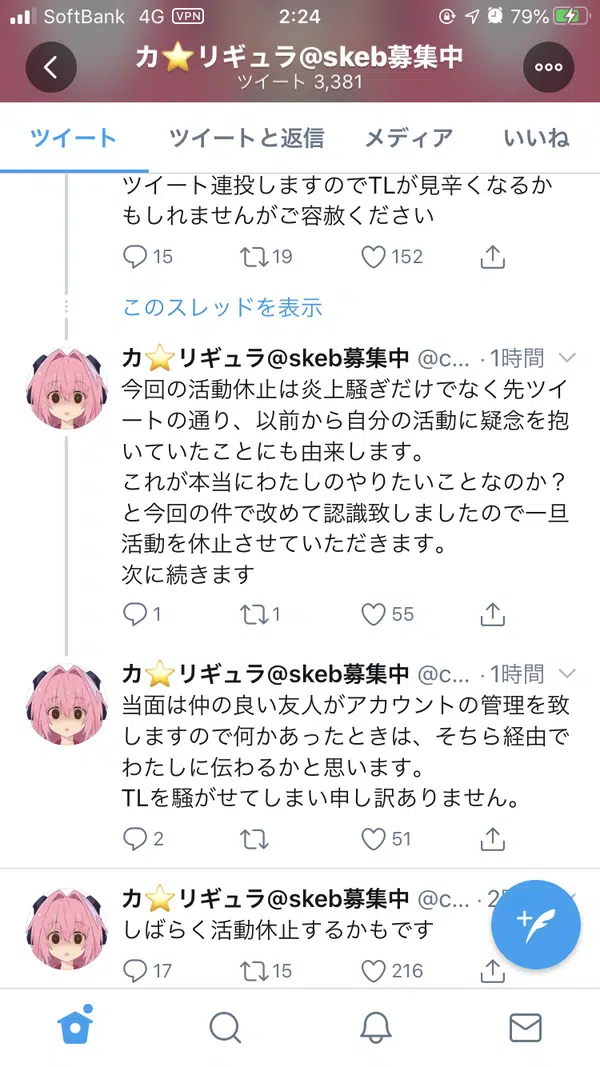 SoftBank 4G VPN 2:24 79%
カ⭐リギュラ@skeb募集中
ツイート 3,381
ツイート ツイートと返信 メディア いいね
ツイート連投しますのでTLが見辛くなるか
もしれませんがご容赦ください
15 19 152
このスレッドを表示
カ⭐リギュラ@skeb募集中 @c... · 1時間
今回の活動休止は炎上騒ぎだけでなく先ツイ
ートの通り、以前から自分の活動に疑念を抱
いていたことにも由来します。
これが本当にわたしのやりたいことなのか？
と今回の件で改めて認識致しましたので一旦
活動を休止させていただきます。
次に続きます
1 1 55
カ⭐リギュラ@skeb募集中 @c... · 1時間
当面は仲の良い友人がアカウントの管理を致
しますので何かあったときは、そちら経由で
わたしに伝わるかと思います。
TLを騒がせてしまい申し訳ありません。
2 51
カ⭐リギュラ@skeb募集中 @c... · 2
しばらく活動休止するかもです
17 15 216